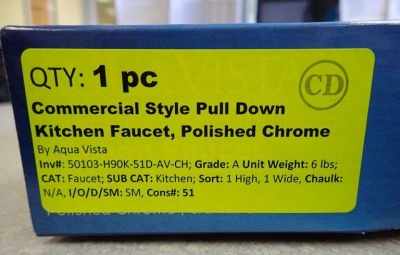 QTY: 1 pc
CD
Commercial Style Pull Down
Kitchen Faucet, Polished Chrome
By Aqua Vista
Inv#: 50103-H90K-51D-AV-CH; Grade: A Unit Weight: 6 lbs;
CAT: Faucet; SUB CAT: Kitchen; Sort: 1 High, 1 Wide, Chaulk:
N/A, I/O/D/SM: SM, Cons#: 51
Polished Chrome